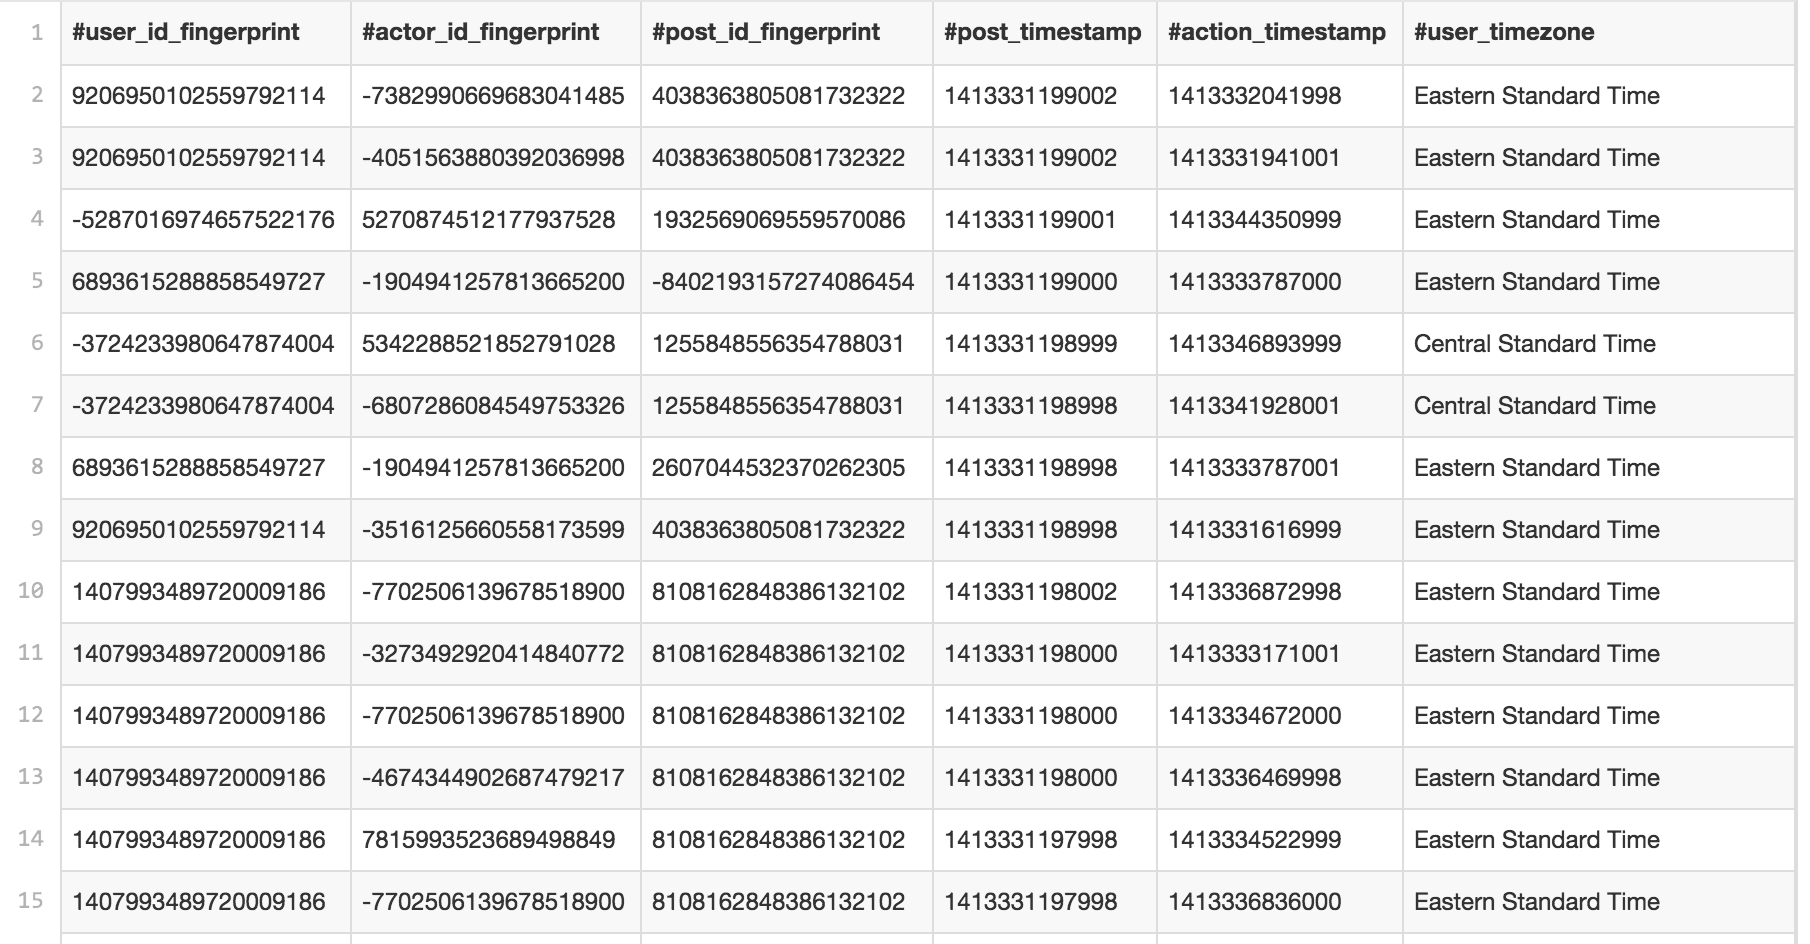 1 #user_id_fingerprint #actor_id_fingerprint #post_id_fingerprint #post_timestamp #action_timestamp #user_timezone
2 9206950102559792114 -7382990669683041485 4038363805081732322 1413331199002 1413332041998 Eastern Standard Time
3 9206950102559792114 -4051563880392036998 4038363805081732322 1413331199002 1413331941001 Eastern Standard Time
4 -5287016974657522176 5270874512177937528 1932569069559570086 1413331199001 1413344350999 Eastern Standard Time
5 6893615288858549727 -1904941257813665200 -8402193157274086454 1413331199000 1413333787000 Eastern Standard Time
6 -3724233980647874004 5342288521852791028 1255848556354788031 1413331198999 1413346893999 Central Standard Time
7 -3724233980647874004 -6807286084549753326 1255848556354788031 1413331198998 1413341928001 Central Standard Time
8 6893615288858549727 -1904941257813665200 2607044532370262305 1413331198998 1413333787001 Eastern Standard Time
9 9206950102559792114 -3516125660558173599 4038363805081732322 1413331198998 1413331616999 Eastern Standard Time
10 1407993489720009186 -7702506139678518900 8108162848386132102 1413331198002 1413336872998 Eastern Standard Time
11 1407993489720009186 -3273492920414840772 8108162848386132102 1413331198000 1413333171001 Eastern Standard Time
12 1407993489720009186 -7702506139678518900 8108162848386132102 1413331198000 1413334672000 Eastern Standard Time
13 1407993489720009186 -4674344902687479217 8108162848386132102 1413331198000 1413336469998 Eastern Standard Time
14 1407993489720009186 7815993523689498849 8108162848386132102 1413331197998 1413334522999 Eastern Standard Time
15 1407993489720009186 -7702506139678518900 8108162848386132102 1413331197998 1413336836000 Eastern Standard Time